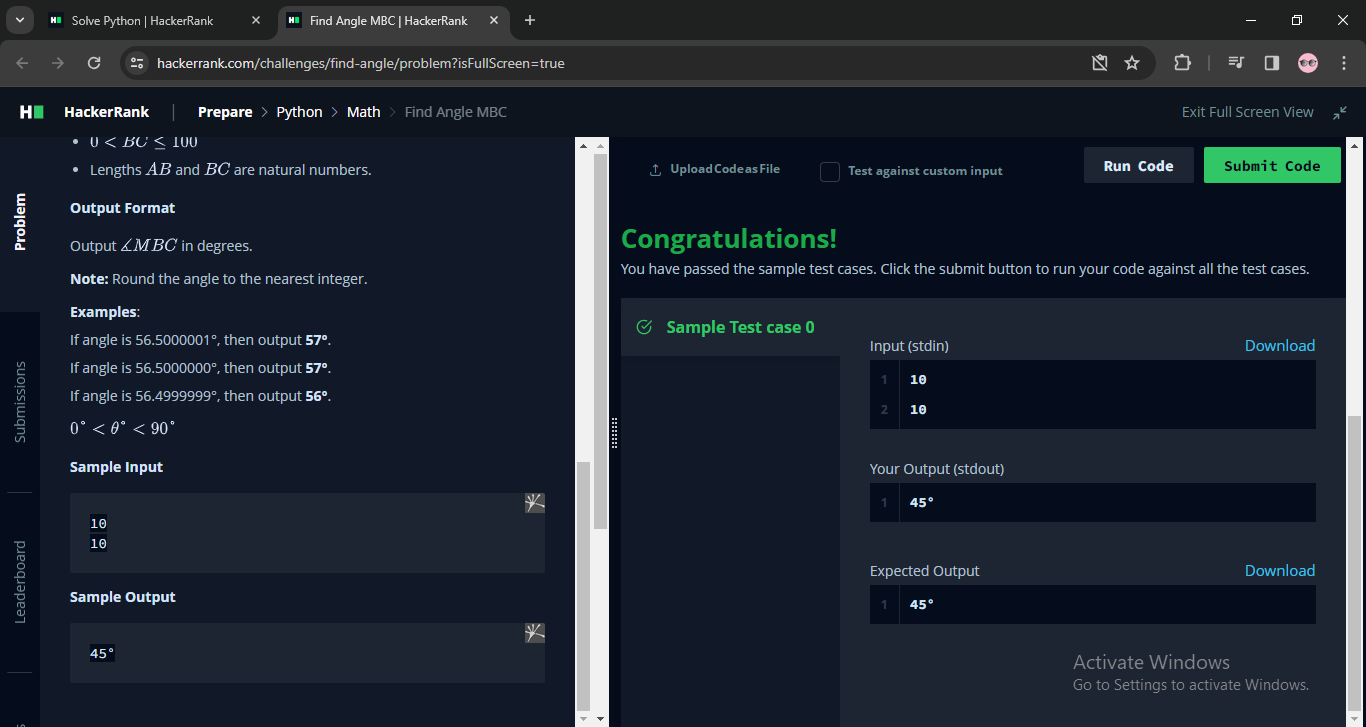 Solve Python | HackerRank
Find Angle MBC | HackerRank
hackerrank.com/challenges/find-angle/problem?isFullScreen=true
H HackerRank | Prepare > Python > Math > Find Angle MBC
Exit Full Screen View
Problem
Submissions
Leaderboard
• 0 < BC ≤ 100
• Lengths AB and BC are natural numbers.
Output Format
Output ∡MBC in degrees.
Note: Round the angle to the nearest integer.
Examples:
If angle is 56.5000001°, then output 57°.
If angle is 56.5000000°, then output 57°.
If angle is 56.4999999°, then output 56°.
0° < θ° < 90°
Sample Input
10
10
Sample Output
45°
Upload Code as File
Test against custom input
Run Code
Submit Code
Congratulations!
You have passed the sample test cases. Click the submit button to run your code against all the test cases.
Sample Test case 0
Input (stdin)
Download
1 10
2 10
Your Output (stdout)
1 45°
Expected Output
Download
1 45°
Activate Windows
Go to Settings to activate Windows.